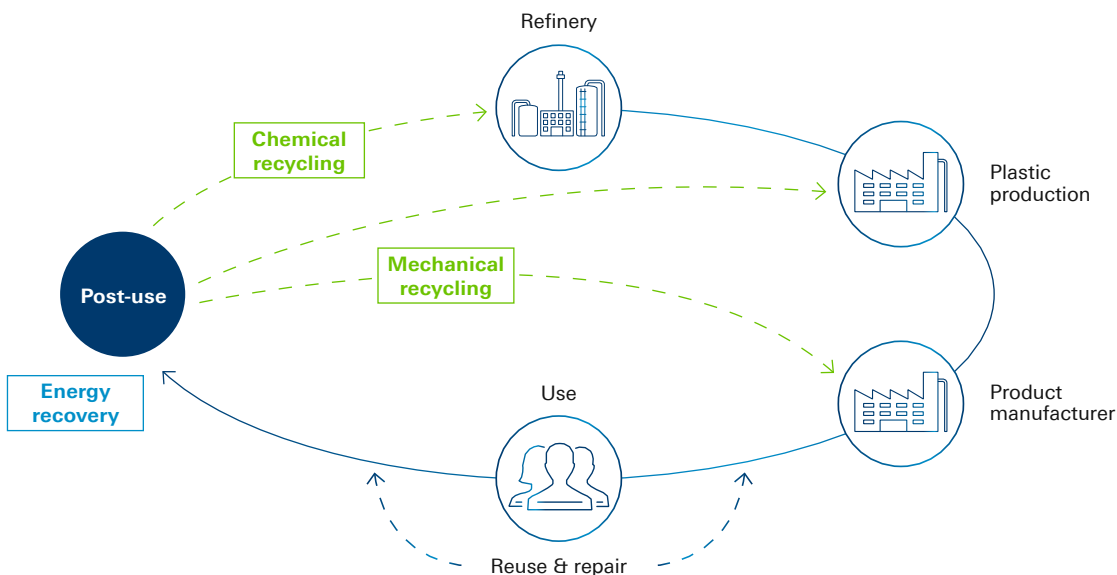 Refinery
Chemical
recycling
Plastic
production
Mechanical
recycling
Post-use
Energy
recovery
Use
Product
manufacturer
Reuse & repair